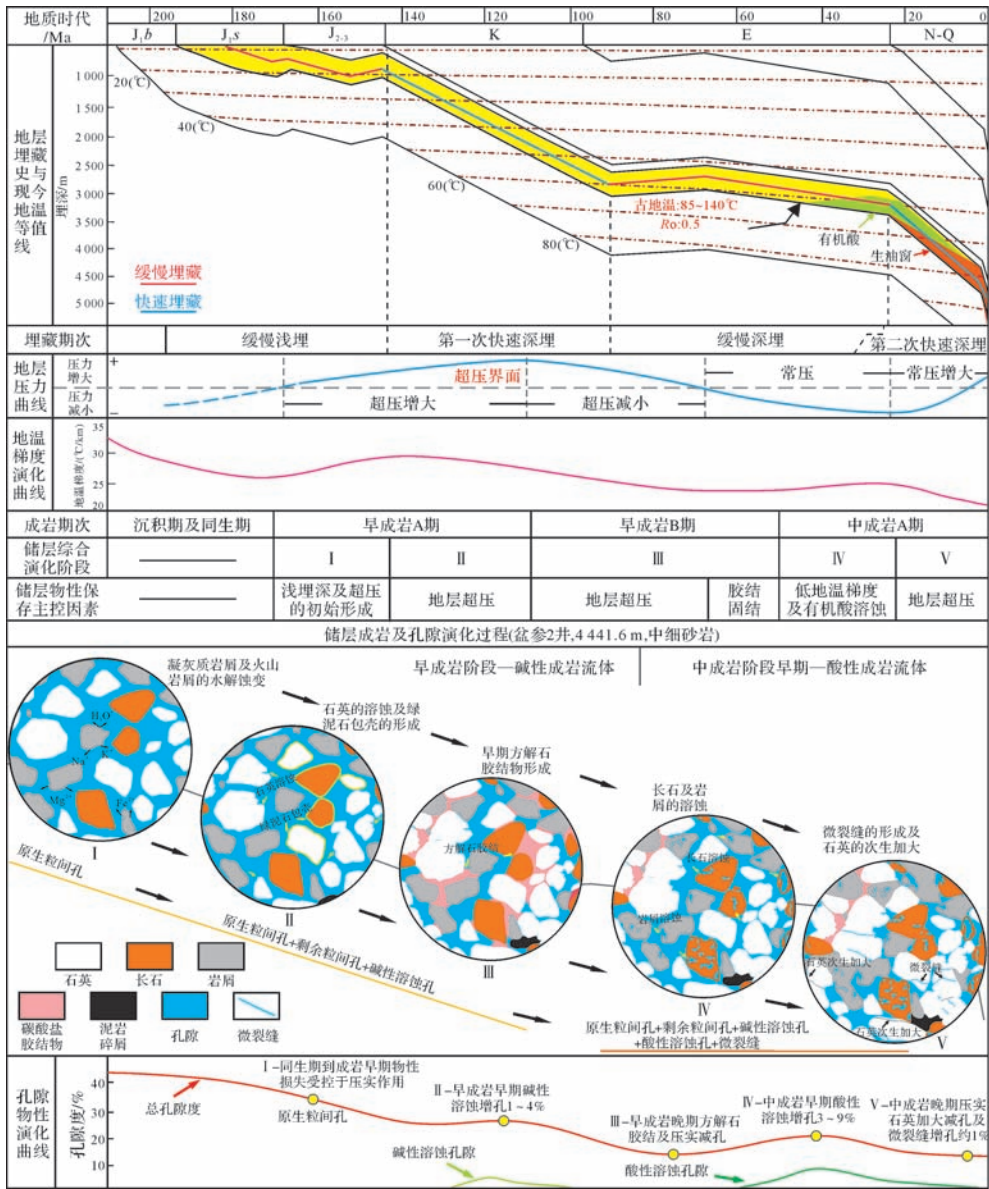 地质时代
/Ma
200 180 160 140 120 100 80 60 40 20 0
J₁b J₁s J₂₋₃ K E N-Q
地层
埋藏
史与
现今
地温
等值
线
埋深/m
1 000
1 500
2 000
2 500
3 000
3 500
4 000
4 500
5 000
20(℃)
40(℃)
60(℃)
80(℃)
古地温:85~140℃
Ro:0.5
有机酸
生油窗
缓慢埋藏
快速埋藏
埋藏期次
缓慢浅埋
第一次快速深埋
缓慢深埋
第二次快速深埋
地层
压力
曲线
压力
增大
压力
减小
+
−
超压界面
超压增大
超压减小
常压
常压增大
地温
梯度
演化
曲线
地温梯度/(℃/km)
35
30
25
20
成岩期次
沉积期及同生期
早成岩A期
早成岩B期
中成岩A期
储层综合
演化阶段
Ⅰ Ⅱ Ⅲ Ⅳ Ⅴ
储层物性保
存主控因素
浅埋深及超压
的初始形成
地层超压
地层超压
胶结
固结
低地温梯度
及有机酸溶蚀
地层超压
储层成岩及孔隙演化过程(盆参2井,4 441.6 m,中细砂岩)
早成岩阶段—碱性成岩流体
中成岩阶段早期—酸性成岩流体
凝灰质岩屑及火山
岩屑的水解蚀变
石英的溶蚀及绿
泥石包壳的形成
早期方解石
胶结物形成
长石及岩
屑的溶蚀
微裂缝的形成及
石英的次生加大
H₂O
Na
K
Mg
Fe
Ⅰ
石英溶蚀
绿泥石包壳
Ⅱ
方解石胶结
Ⅲ
长石溶蚀
岩屑溶蚀
Ⅳ
石英次生加大
微裂缝
石英次生加大
Ⅴ
原生粒间孔
原生粒间孔+剩余粒间孔+碱性溶蚀孔
原生粒间孔+剩余粒间孔+碱性溶蚀孔
+酸性溶蚀孔+微裂缝
石英
长石
岩屑
碳酸盐
胶结物
泥岩
碎屑
孔隙
微裂缝
孔隙
物性
演化
曲线
孔隙度/%
40
30
20
10
总孔隙度
Ⅰ-同生期到成岩早期物性
损失受控于压实作用
原生粒间孔
Ⅱ-早成岩早期碱性
溶蚀增孔1~4%
碱性溶蚀孔隙
Ⅲ-早成岩晚期方解石
胶结及压实减孔
酸性溶蚀孔隙
Ⅳ-中成岩早期酸性
溶蚀增孔3~9%
Ⅴ-中成岩晚期压实
石英加大减孔及
微裂缝增孔约1%